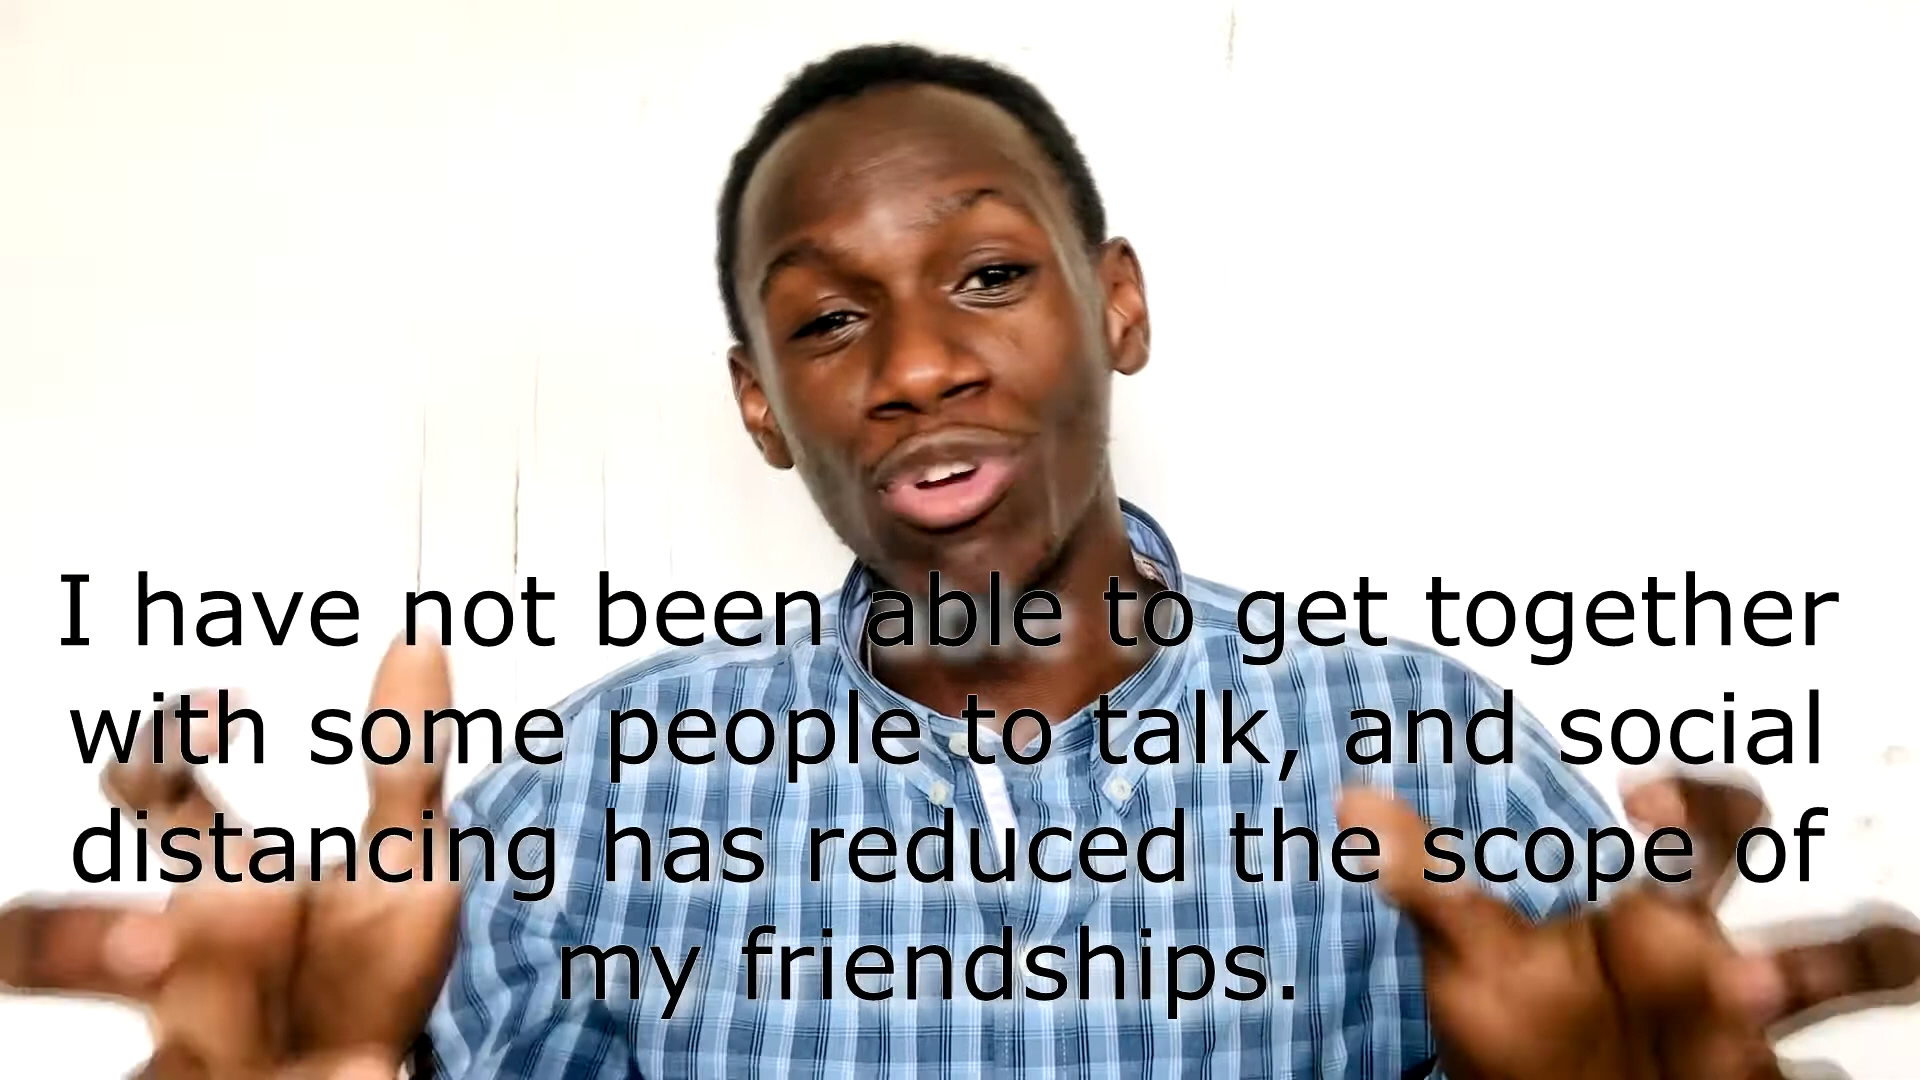 I have not been able to get together
with some people to talk, and social
distancing has reduced the scope of
my friendships.